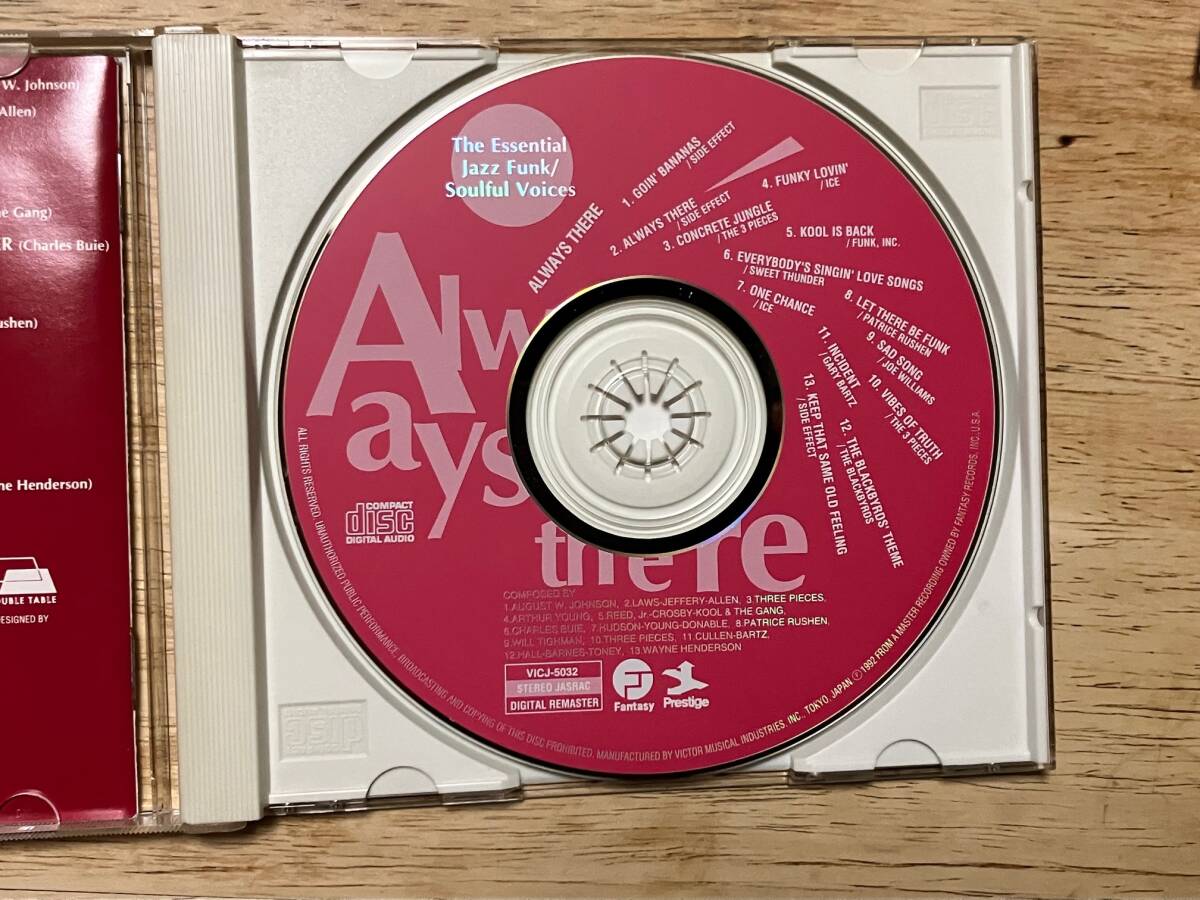 W. Johnson)
Allen)
ne Gang)
ER (Charles Buie)
ushen)
ne Henderson)
OUBLE TABLE
DESIGNED BY
The Essential
Jazz Funk/
Soulful Voices
ALWAYS THERE
1. GOIN' BANANAS
/ SIDE EFFECT
2. ALWAYS THERE
/ SIDE EFFECT
3. CONCRETE JUNGLE
/ THE 3 PIECES
4. FUNKY LOVIN'
/ ICE
5. KOOL IS BACK
/ FUNK, INC.
6. EVERYBODY'S SINGIN' LOVE SONGS
/ SWEET THUNDER
7. ONE CHANCE
/ ICE
8. LET THERE BE FUNK
/ PATRICE RUSHEN
9. SAD SONG
/ JOE WILLIAMS
10. VIBES OF TRUTH
/ THE 3 PIECES
11. INCIDENT
/ GARY BARTZ
12. THE BLACKBYRDS' THEME
/ THE BLACKBYRDS
13. KEEP THAT SAME OLD FEELING
/ SIDE EFFECT
Alw
ays
there
COMPACT
disc
DIGITAL AUDIO
COMPOSED BY
1.AUGUST W. JOHNSON, 2.LAWS-JEFFERY-ALLEN, 3.THREE PIECES,
4.ARTHUR YOUNG, 5.REED, Jr.-CROSBY-KOOL & THE GANG,
6.CHARLES BUIE, 7.HUDSON-YOUNG-DONABLE, 8.PATRICE RUSHEN,
9.WILL TIGHMAN, 10.THREE PIECES, 11.CULLEN-BARTZ,
12.HALL-BARNES-TONEY, 13.WAYNE HENDERSON
VICJ-5032
STEREO JASRAC
DIGITAL REMASTER
Fantasy
Prestige
ALL RIGHTS RESERVED. UNAUTHORIZED PUBLIC PERFORMANCE, BROADCASTING AND COPYING OF THIS DISC PROHIBITED. MANUFACTURED BY VICTOR MUSICAL INDUSTRIES, INC., TOKYO, JAPAN Ⓟ1992 FROM A MASTER RECORDING OWNED BY FANTASY RECORDS, INC., U.S.A.